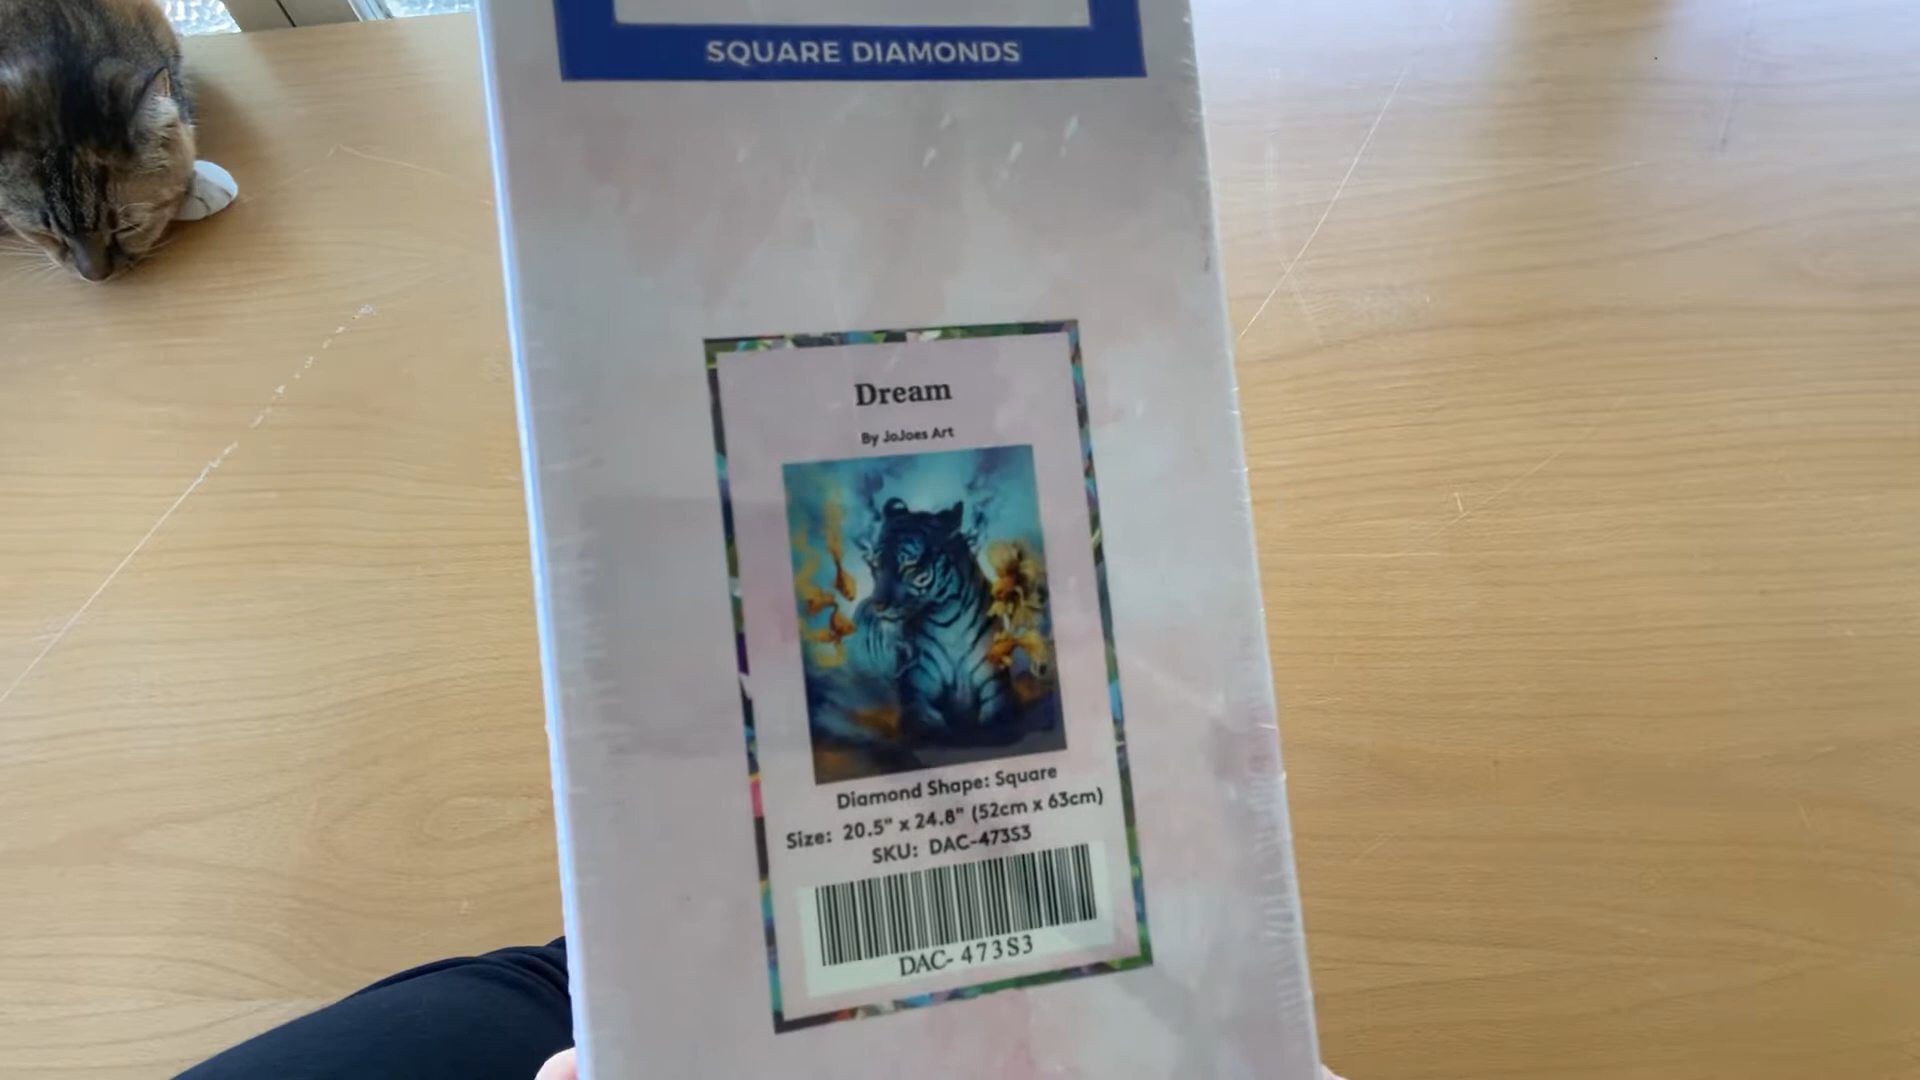 SQUARE DIAMONDS
Dream
By JoJoes Art
Diamond Shape: Square
Size: 20.5" x 24.8" (52cm x 63cm)
SKU: DAC-473S3
DAC- 473S3